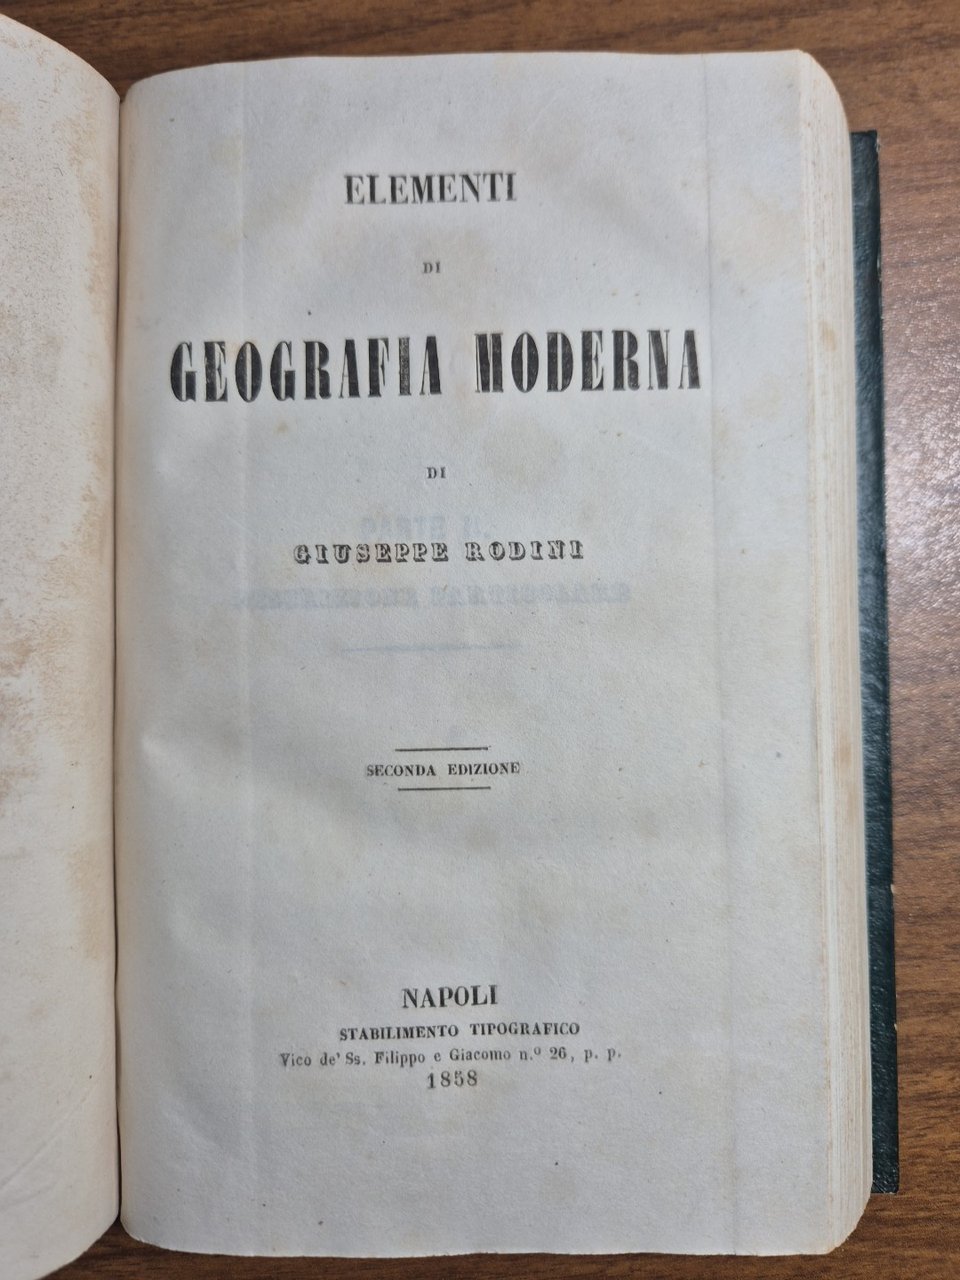 ELEMENTI
DI
GEOGRAFIA MODERNA
DI
GIUSEPPE RODINI
SECONDA EDIZIONE
NAPOLI
STABILIMENTO TIPOGRAFICO
Vico de' Ss. Filippo e Giacomo n.º 26, p. p.
1858